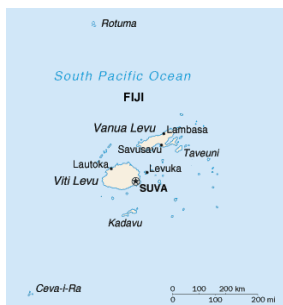 Rotuma
South Pacific Ocean
FIJI
Vanua Levu
Lambasa
Savusavu
Taveuni
Lautoka
Levuka
Viti Levu
SUVA
Kadavu
Ceva-I-Ra
0 100 200 km
0 100 200 mi